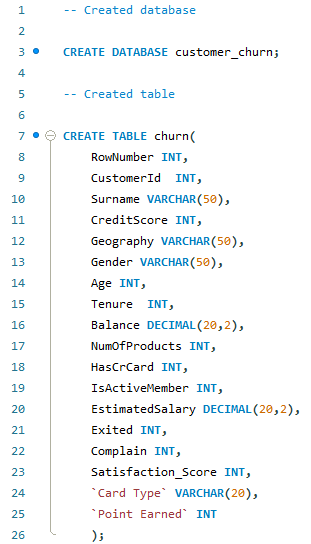 1 -- Created database
2
3 CREATE DATABASE customer_churn;
4
5 -- Created table
6
7 CREATE TABLE churn(
8 RowNumber INT,
9 CustomerId  INT,
10 Surname VARCHAR(50),
11 CreditScore INT,
12 Geography VARCHAR(50),
13 Gender VARCHAR(50),
14 Age INT,
15 Tenure  INT,
16 Balance DECIMAL(20,2),
17 NumOfProducts INT,
18 HasCrCard INT,
19 IsActiveMember INT,
20 EstimatedSalary DECIMAL(20,2),
21 Exited INT,
22 Complain INT,
23 Satisfaction_Score INT,
24 `Card Type` VARCHAR(20),
25 `Point Earned` INT
26 );